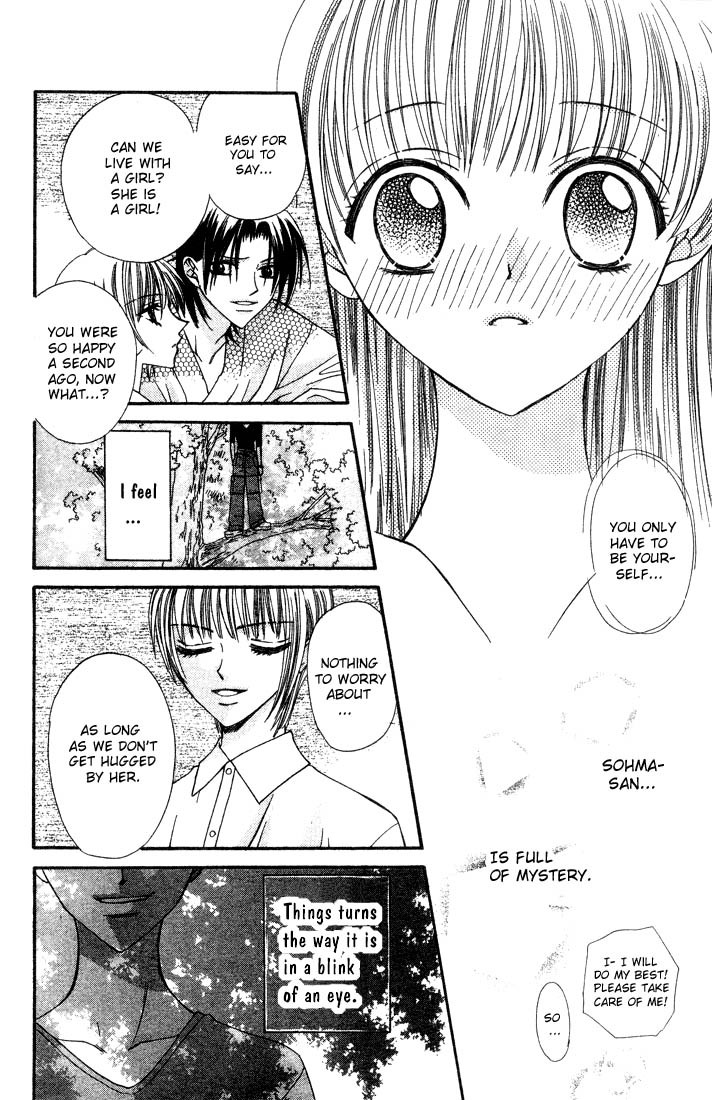 YOU ONLY
HAVE TO
BE YOUR-
SELF...
SOHMA-
SAN...
IS FULL
OF MYSTERY.
I- I WILL
DO MY BEST!
PLEASE TAKE
CARE OF ME!
SO
...
EASY FOR
YOU TO
SAY...
CAN WE
LIVE WITH
A GIRL?
SHE IS
A GIRL!
YOU WERE
SO HAPPY
A SECOND
AGO, NOW
WHAT...?
I feel
...
NOTHING
TO WORRY
ABOUT
...
AS LONG
AS WE DON'T
GET HUGGED
BY HER.
Things turns
the way it is
in a blink
of an eye.